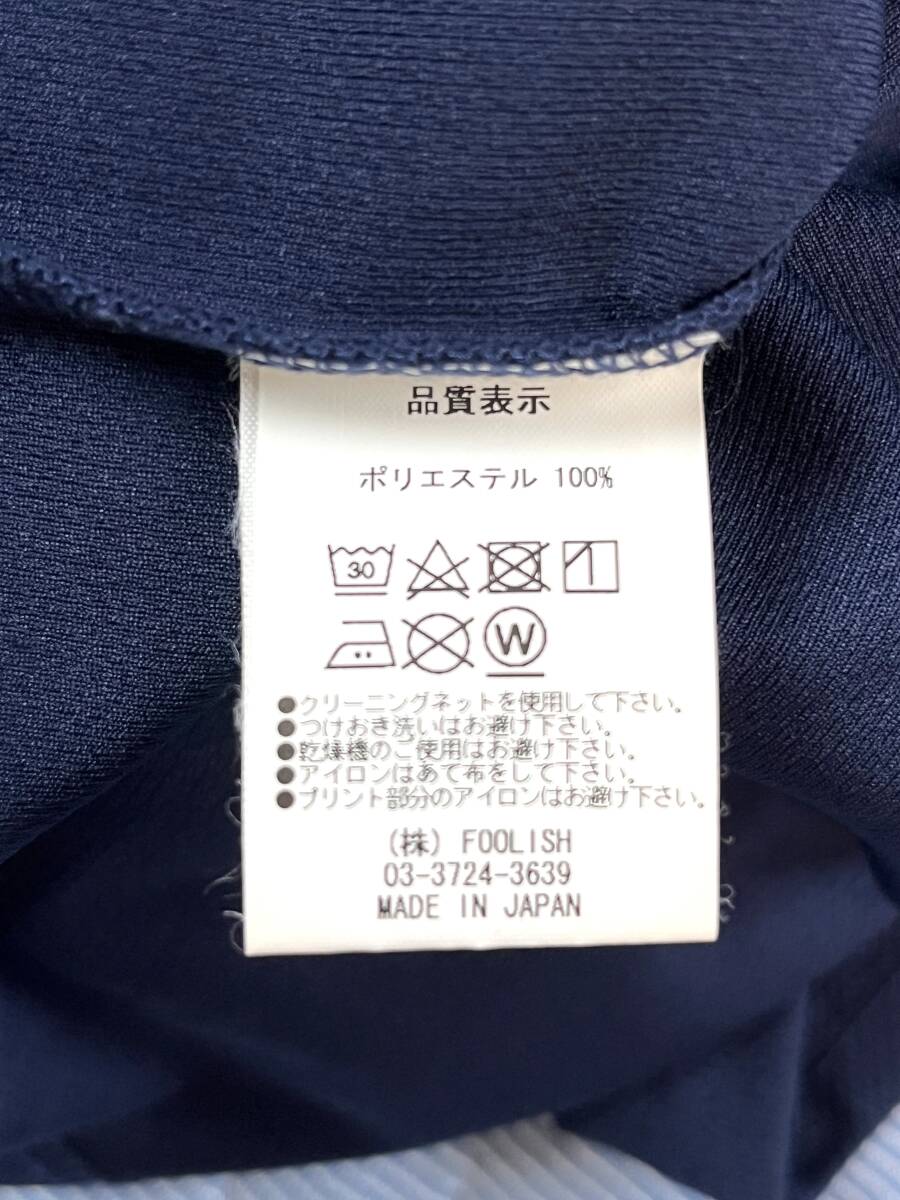 品質表示
ポリエステル 100%
30
W
●クリーニングネットを使用して下さい。
●つけおき洗いはお避け下さい。
●乾燥機のご使用はお避け下さい。
●アイロンはあて布をして下さい。
●プリント部分のアイロンはお避け下さい。
(株) FOOLISH
03-3724-3639
MADE IN JAPAN